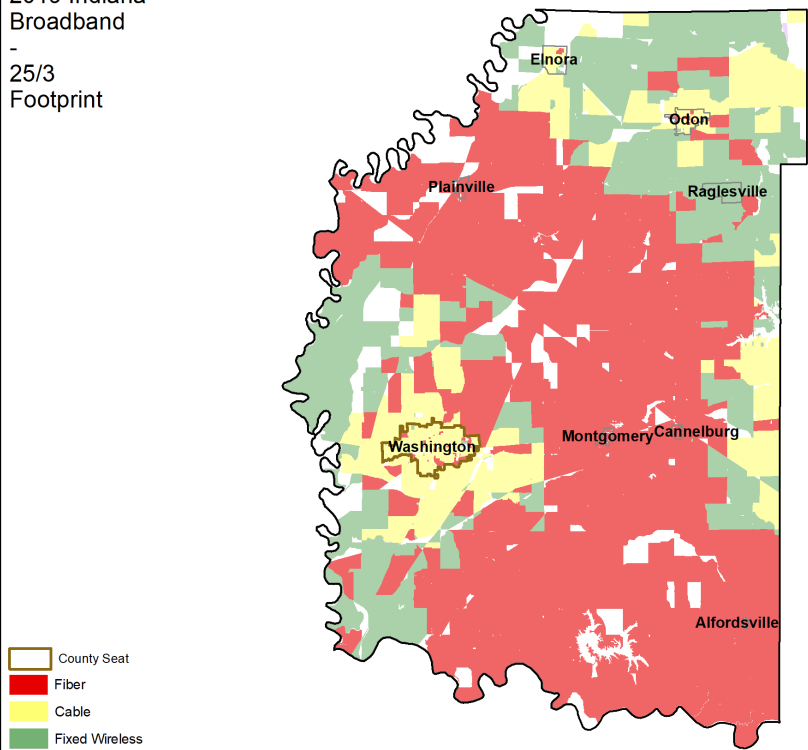 Broadband
-
25/3
Footprint
Elnora
Odon
Plainville
Raglesville
Washington
Montgomery
Cannelburg
Alfordsville
County Seat
Fiber
Cable
Fixed Wireless